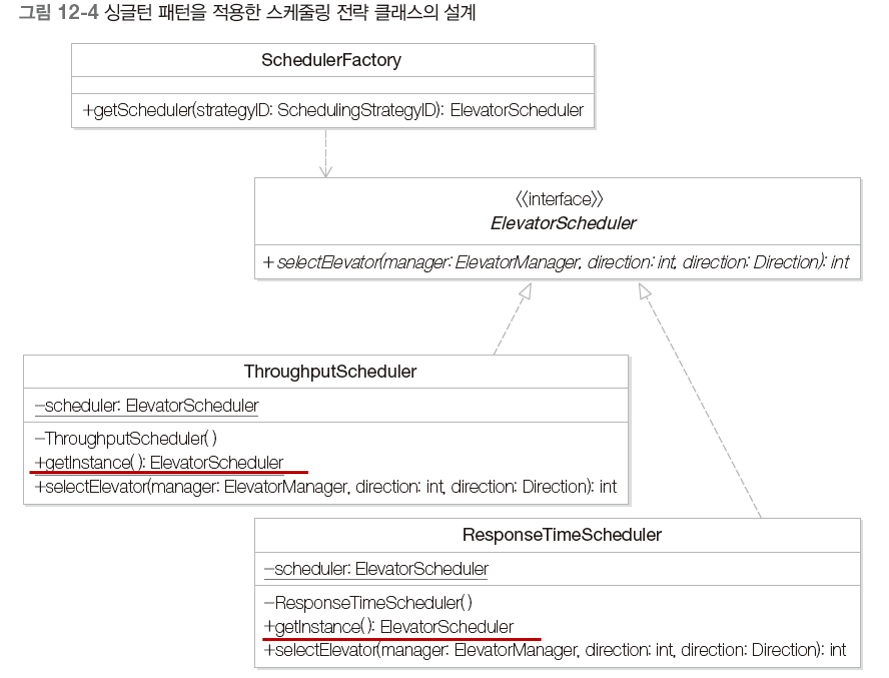 그림 12-4 싱글턴 패턴을 적용한 스케줄링 전략 클래스의 설계
SchedulerFactory
+getScheduler(strategyID: SchedulingStrategyID): ElevatorScheduler
《interface》
ElevatorScheduler
+ selectElevator(manager: ElevatorManager, direction: int, direction: Direction): int
ThroughputScheduler
–scheduler: ElevatorScheduler
–ThroughputScheduler( )
+getInstance( ): ElevatorScheduler
+selectElevator(manager: ElevatorManager, direction: int, direction: Direction): int
ResponseTimeScheduler
–scheduler: ElevatorScheduler
–ResponseTimeScheduler( )
+getInstance( ): ElevatorScheduler
+selectElevator(manager: ElevatorManager, direction: int, direction: Direction): int